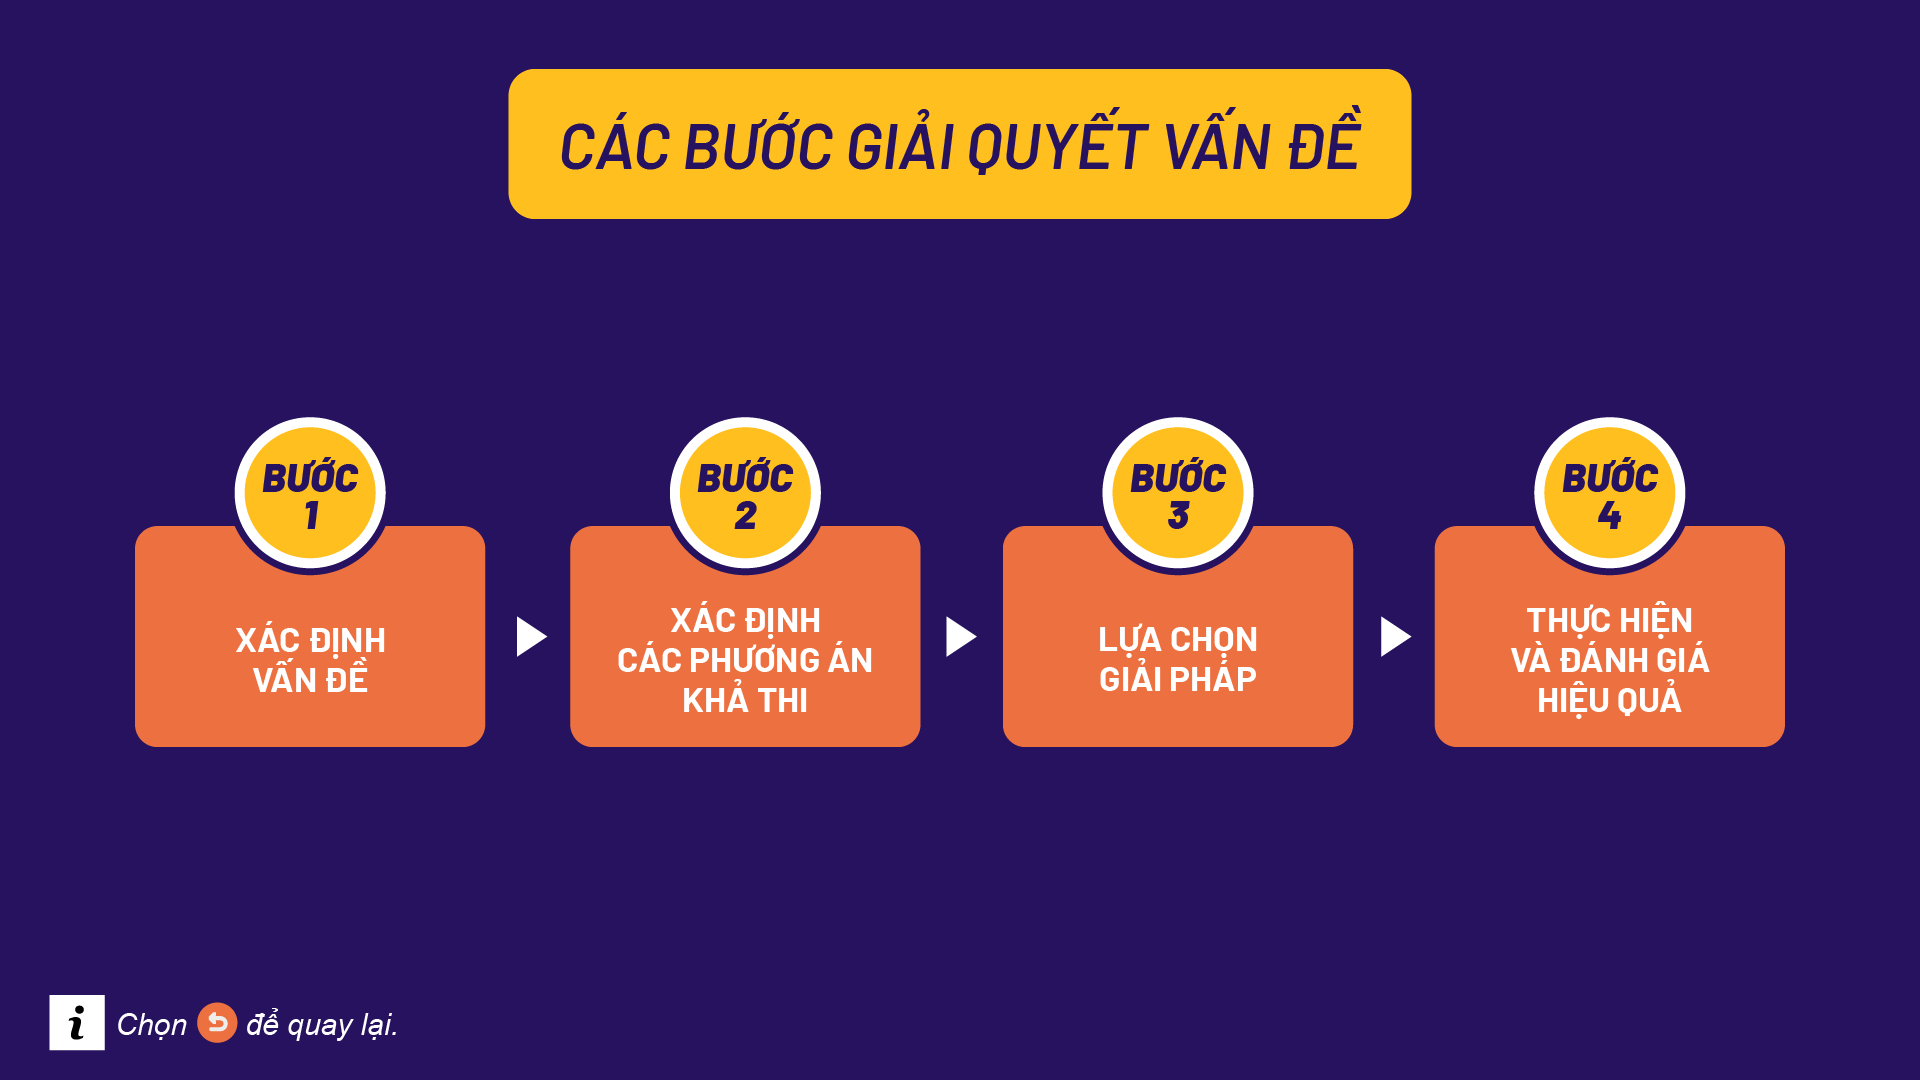 CÁC BƯỚC GIẢI QUYẾT VẤN ĐỀ
BƯỚC
1
XÁC ĐỊNH
VẤN ĐỀ
BƯỚC
2
XÁC ĐỊNH
CÁC PHƯƠNG ÁN
KHẢ THI
BƯỚC
3
LỰA CHỌN
GIẢI PHÁP
BƯỚC
4
THỰC HIỆN
VÀ ĐÁNH GIÁ
HIỆU QUẢ
i Chọn để quay lại.